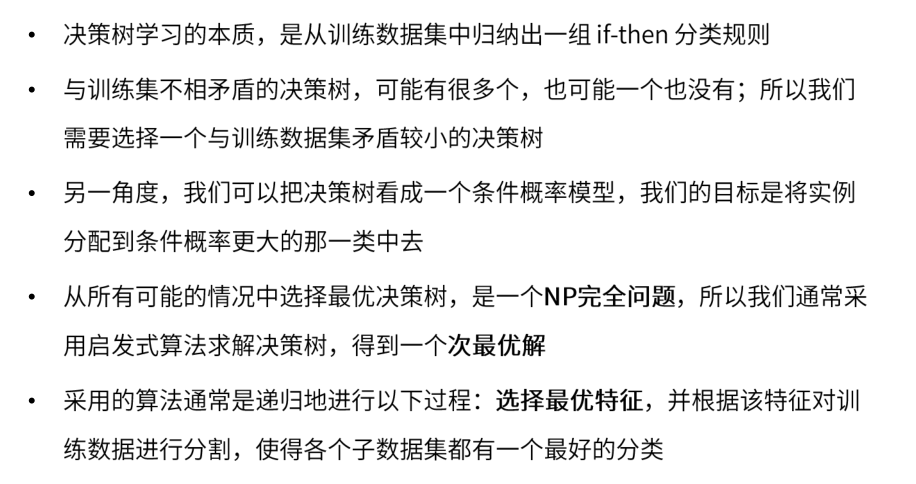 • 决策树学习的本质，是从训练数据集中归纳出一组 if-then 分类规则
• 与训练集不相矛盾的决策树，可能有很多个，也可能一个也没有；所以我们
需要选择一个与训练数据集矛盾较小的决策树
• 另一角度，我们可以把决策树看成一个条件概率模型，我们的目标是将实例
分配到条件概率更大的那一类中去
• 从所有可能的情况中选择最优决策树，是一个NP完全问题，所以我们通常采
用启发式算法求解决策树，得到一个次最优解
• 采用的算法通常是递归地进行以下过程：选择最优特征，并根据该特征对训
练数据进行分割，使得各个子数据集都有一个最好的分类